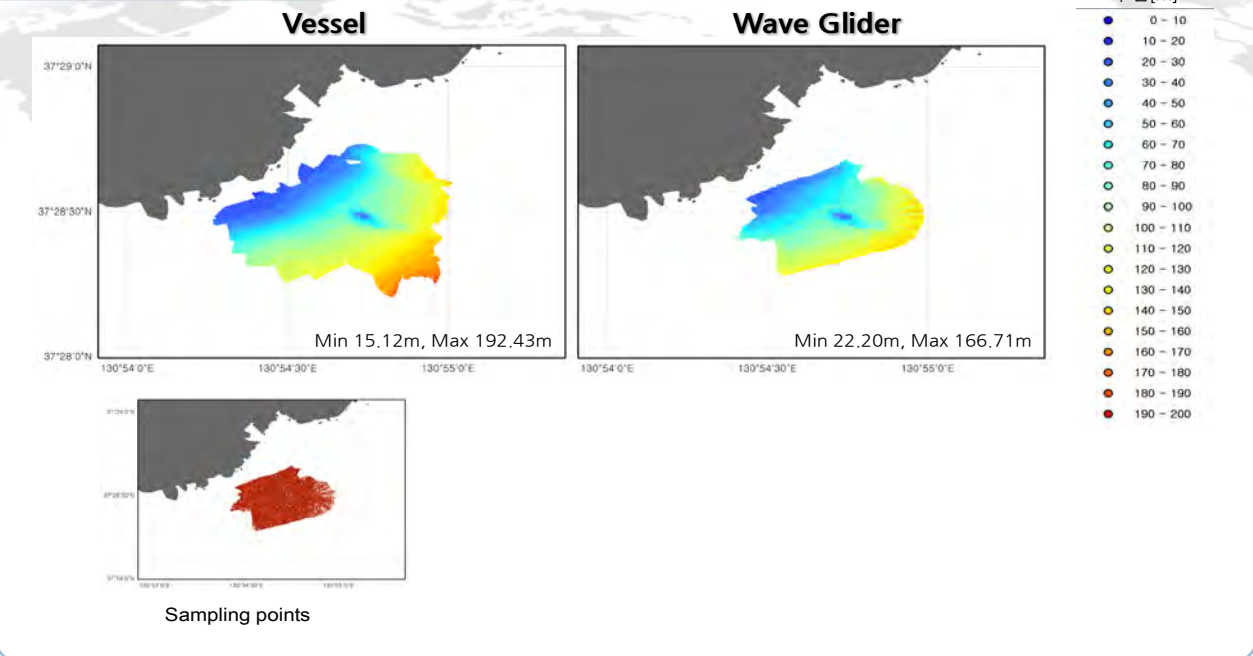 Vessel
Wave Glider
0 - 10
10 - 20
20 - 30
30 - 40
40 - 50
50 - 60
60 - 70
70 - 80
80 - 90
90 - 100
100 - 110
110 - 120
120 - 130
130 - 140
140 - 150
150 - 160
160 - 170
170 - 180
180 - 190
190 - 200
37°29'0"N
37°28'30"N
37°28'0"N
Min 15.12m, Max 192.43m
Min 22.20m, Max 166.71m
130°54'0"E
130°54'30"E
130°55'0"E
130°54'0"E
130°54'30"E
130°55'0"E
Sampling points